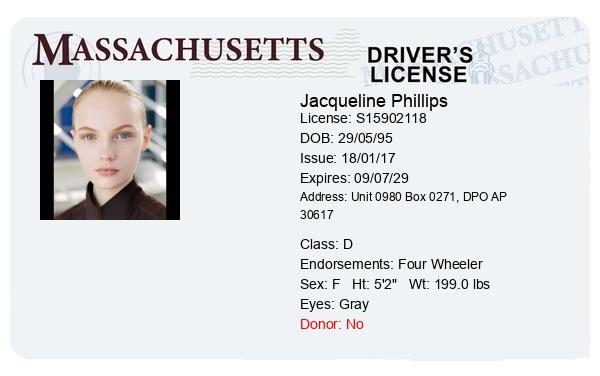 MASSACHUSETTS
DRIVER'S
LICENSE
Jacqueline Phillips
License: S15902118
DOB: 29/05/95
Issue: 18/01/17
Expires: 09/07/29
Address: Unit 0980 Box 0271, DPO AP
30617
Class: D
Endorsements: Four Wheeler
Sex: F Ht: 5'2" Wt: 199.0 lbs
Eyes: Gray
Donor: No